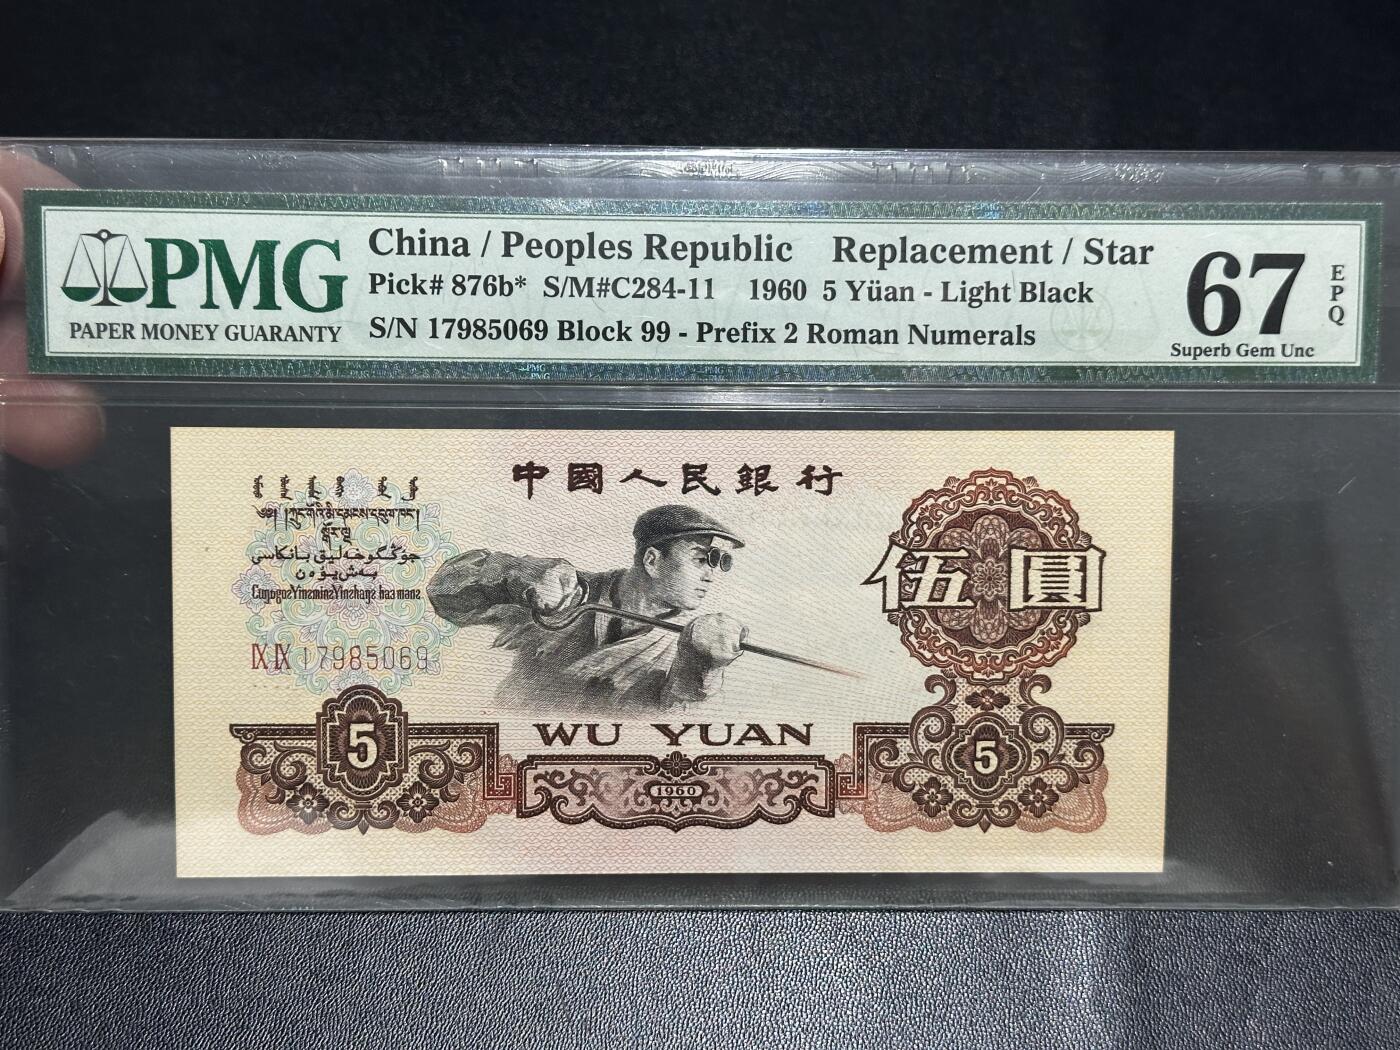 PMG
PAPER MONEY GUARANTY
China / Peoples Republic Replacement / Star
Pick# 876b* S/M#C284-11 1960 5 Yüan - Light Black
S/N 17985069 Block 99 - Prefix 2 Roman Numerals
67
EPQ
Superb Gem Unc
中國人民銀行
伍圓
IX IX 17985069
5
WU YUAN
1960
5